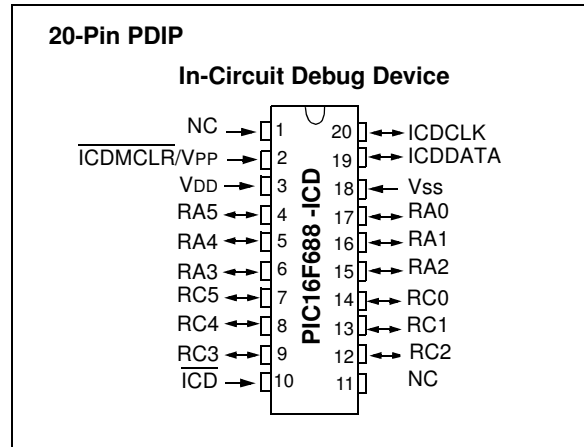 20-Pin PDIP
In-Circuit Debug Device
NC 1 20 ICDCLK
ICDMCLR/VPP 2 19 ICDDATA
VDD 3 18 VSS
RA5 4 17 RA0
RA4 5 16 RA1
RA3 6 15 RA2
RC5 7 14 RC0
RC4 8 13 RC1
RC3 9 12 RC2
ICD 10 11 NC
PIC16F688 -ICD